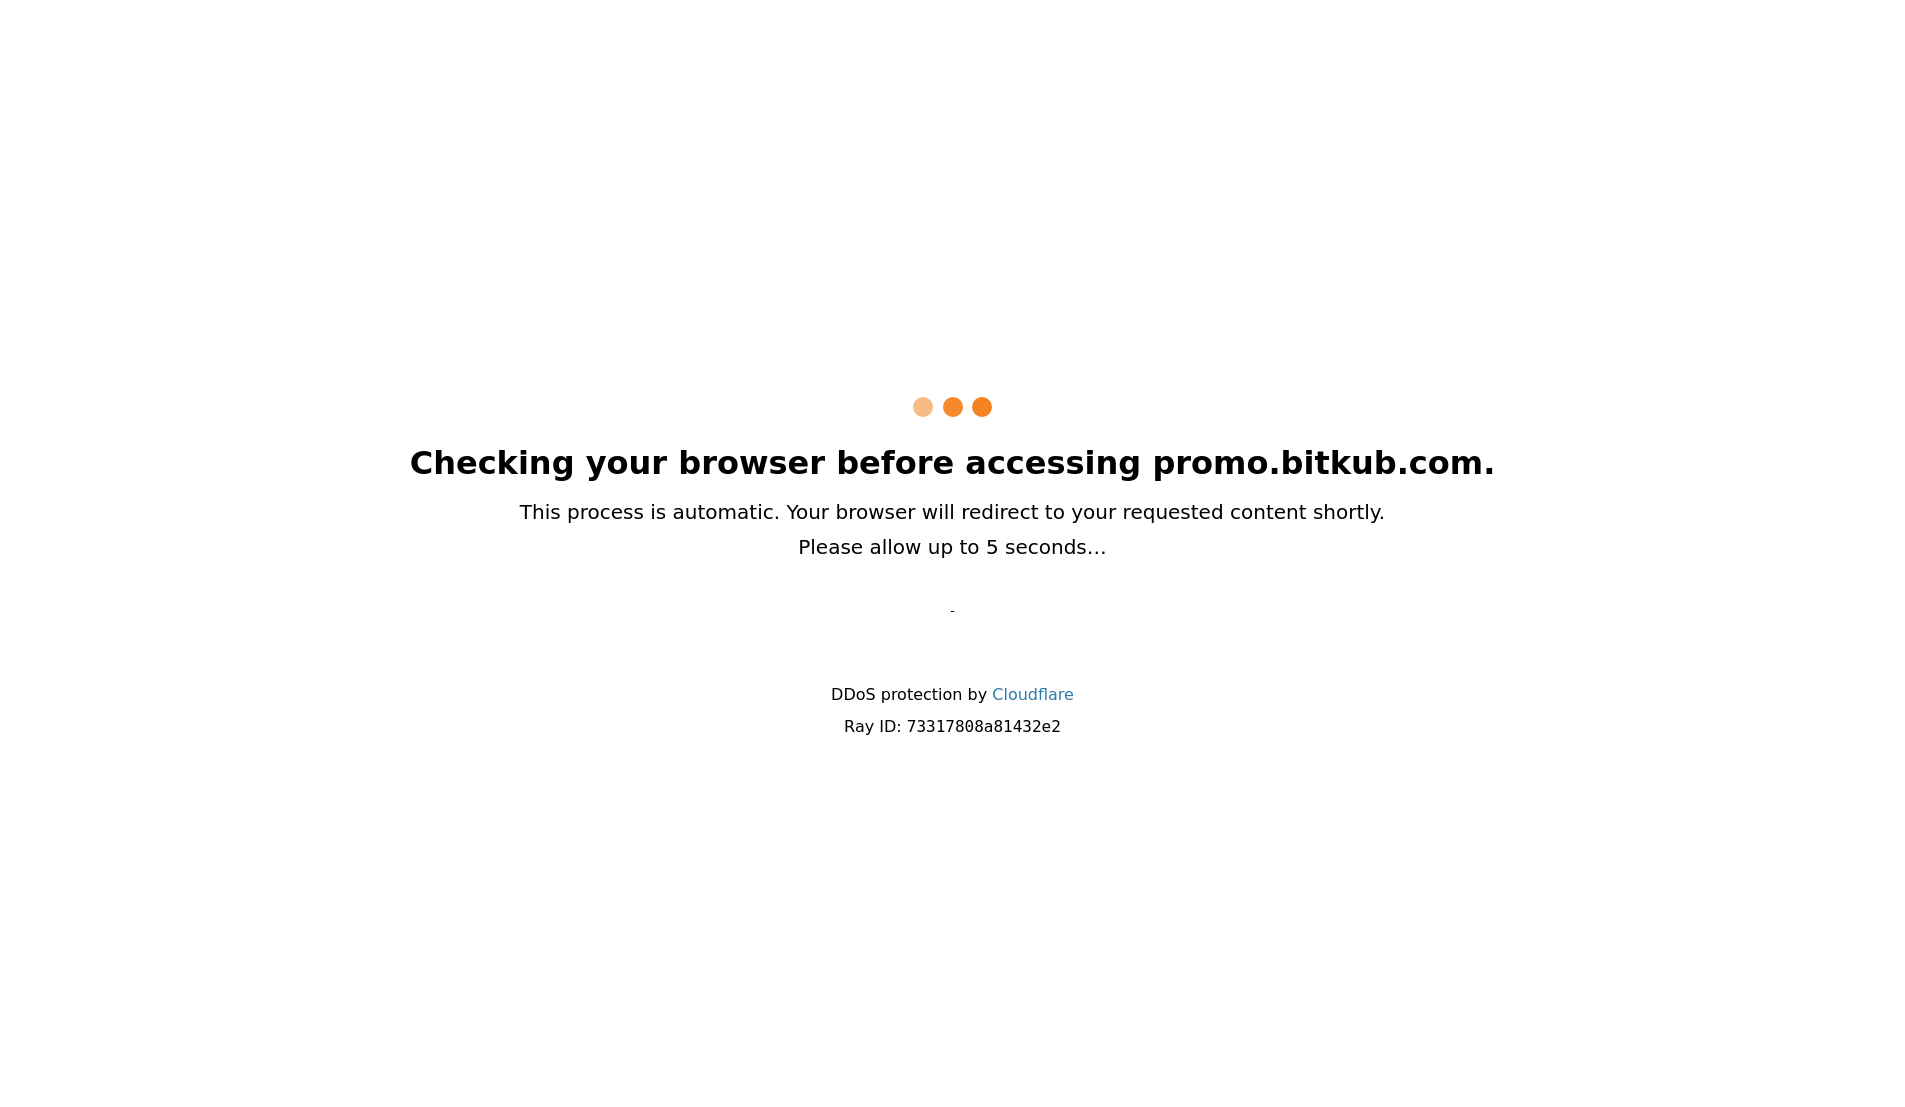 Checking your browser before accessing promo.bitkub.com.
This process is automatic. Your browser will redirect to your requested content shortly.
Please allow up to 5 seconds…
-
DDoS protection by Cloudflare
Ray ID: 73317808a81432e2